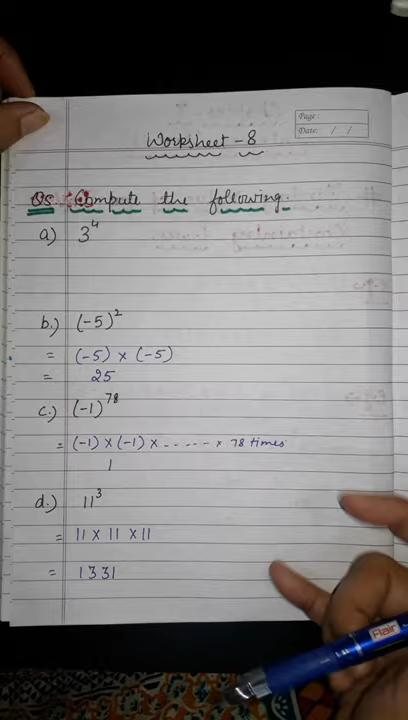 Page :
Date: / /
Worksheet - 8
Compute the following.
a) 3⁴
b.) (-5)²
= (-5) × (-5)
= 25
c.) (-1)⁷⁸
= (-1) × (-1) × ------ × 78 times
1
d.) 11³
= 11 × 11 × 11
= 1331
Flair